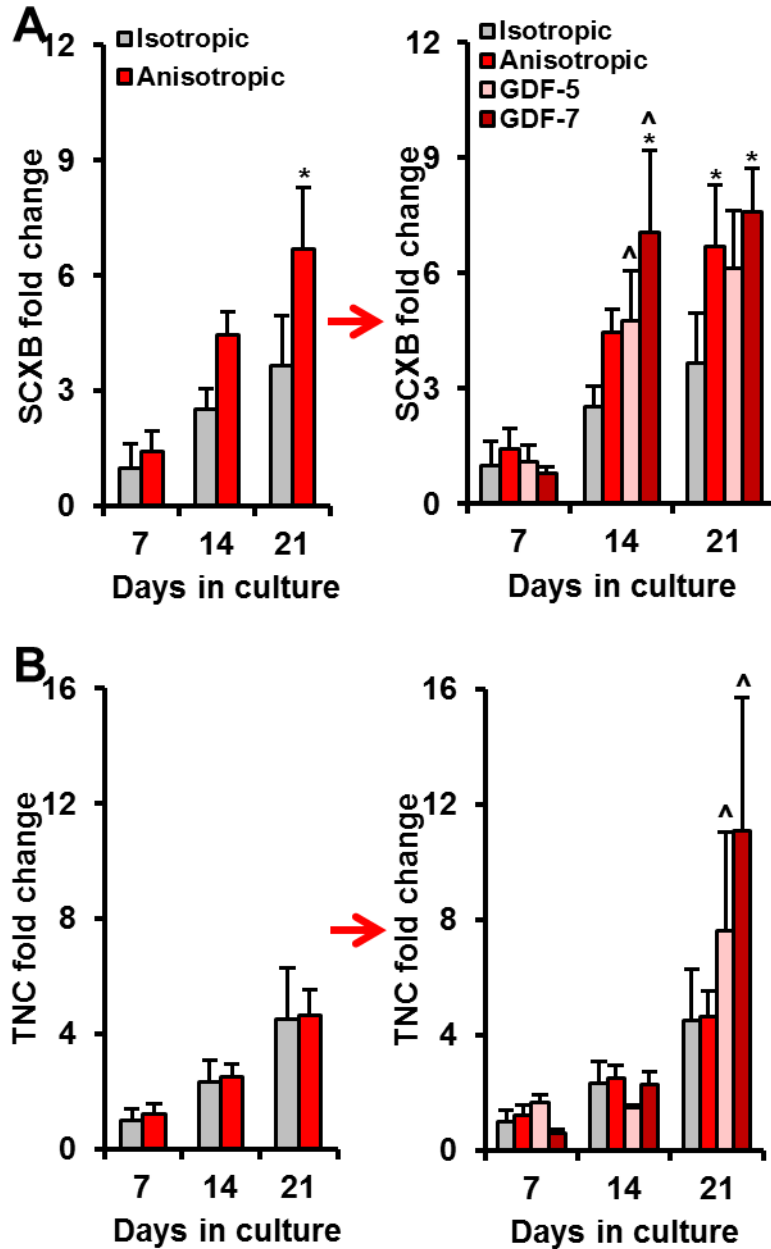 A
Isotropic
Anisotropic
12
9
6
3
0
SCXB fold change
*
7 14 21
Days in culture
Isotropic
Anisotropic
GDF-5
GDF-7
12
9
6
3
0
SCXB fold change
^
*
^
*
*
7 14 21
Days in culture
B
16
12
8
4
0
TNC fold change
7 14 21
Days in culture
16
12
8
4
0
TNC fold change
^
^
7 14 21
Days in culture